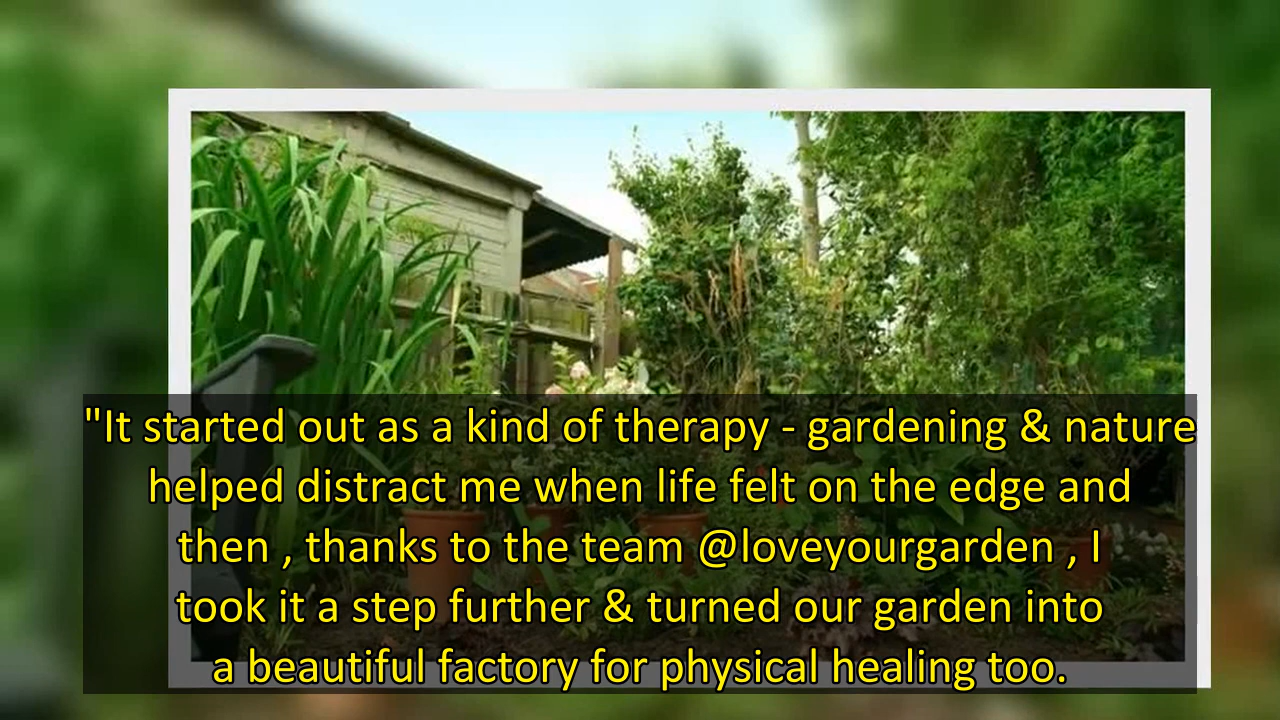 "It started out as a kind of therapy - gardening & nature
helped distract me when life felt on the edge and
then , thanks to the team @loveyourgarden , I
took it a step further & turned our garden into
a beautiful factory for physical healing too.